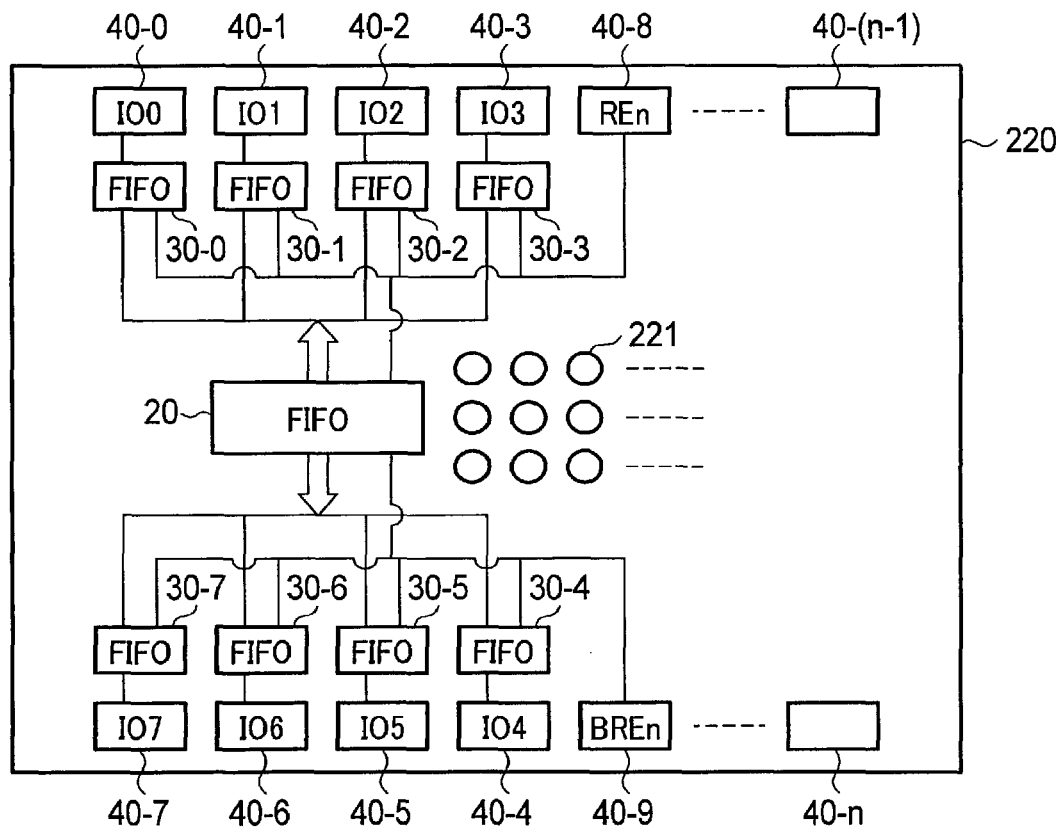 40-0 40-1 40-2 40-3 40-8 40-(n-1)
IO0 IO1 IO2 IO3 REn
220
FIFO FIFO FIFO FIFO
30-0 30-1 30-2 30-3
221
20 FIFO
30-7 30-6 30-5 30-4
FIFO FIFO FIFO FIFO
IO7 IO6 IO5 IO4 BREn
40-7 40-6 40-5 40-4 40-9 40-n